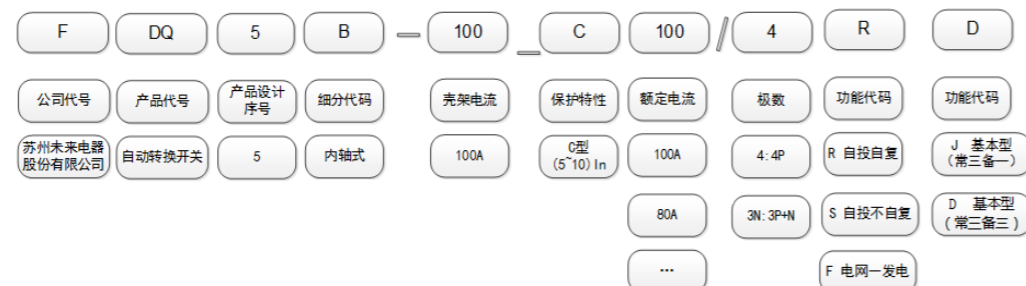 F DQ 5 B — 100 _ C 100 / 4 R D
公司代号 产品代号 产品设计序号 细分代码 壳架电流 保护特性 额定电流 极数 功能代码 功能代码
苏州未来电器股份有限公司 自动转换开关 5 内轴式 100A C型(5~10)In 100A 4:4P R 自投自复 J 基本型(常三备一)
80A 3N:3P+N S 自投不自复 D 基本型(常三备三)
… F 电网一发电